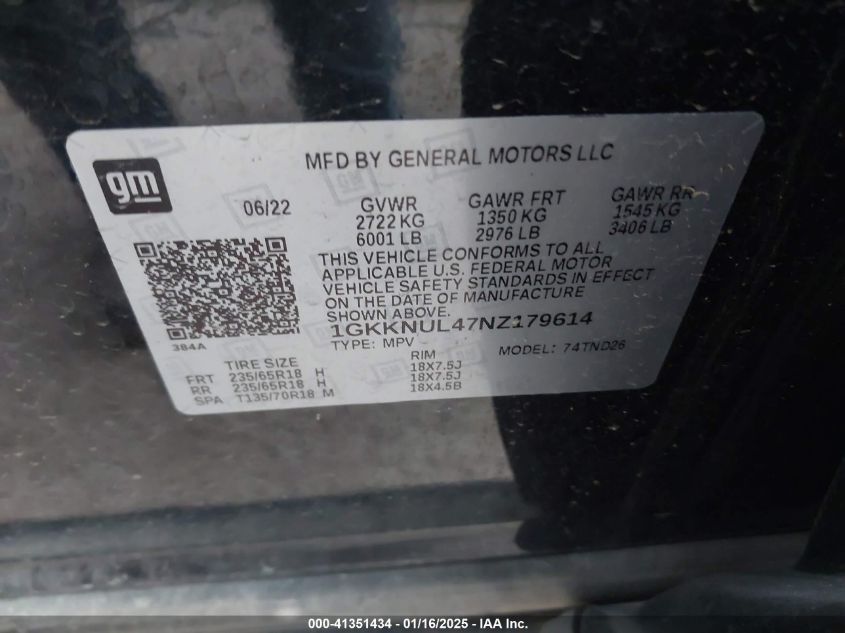 gm
MFD BY GENERAL MOTORS LLC
06/22
GVWR
2722 KG
6001 LB
GAWR FRT
1350 KG
2976 LB
GAWR RR
1545 KG
3406 LB
THIS VEHICLE CONFORMS TO ALL
APPLICABLE U.S. FEDERAL MOTOR
VEHICLE SAFETY STANDARDS IN EFFECT
ON THE DATE OF MANUFACTURE
SHOWN ABOVE.
1GKKNUL47NZ179614
384A
TYPE: MPV
MODEL: 74TND26
TIRE SIZE
RIM
FRT 235/65R18 H 18X7.5J
RR 235/65R18 H 18X7.5J
SPA T135/70R18 M 18X4.5B
000-41351434 - 01/16/2025 - IAA Inc.